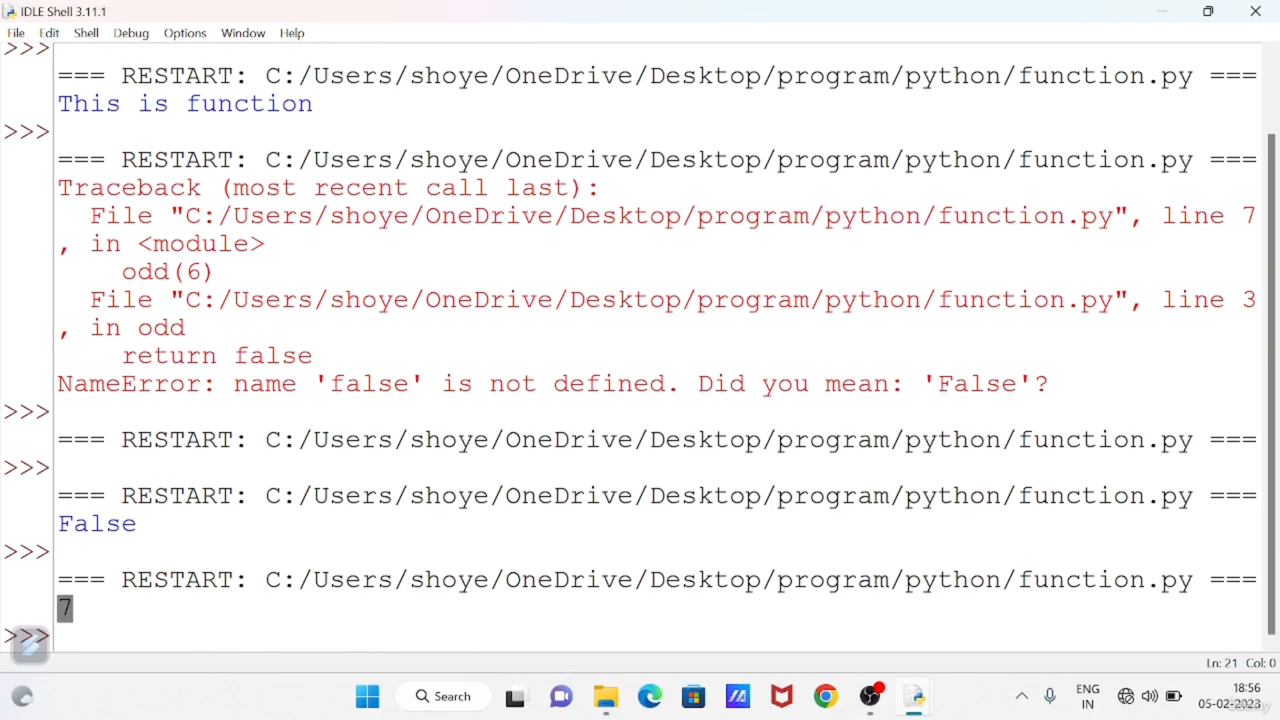 IDLE Shell 3.11.1
File Edit Shell Debug Options Window Help
>>>
=== RESTART: C:/Users/shoye/OneDrive/Desktop/program/python/function.py ===
This is function
>>>
=== RESTART: C:/Users/shoye/OneDrive/Desktop/program/python/function.py ===
Traceback (most recent call last):
File "C:/Users/shoye/OneDrive/Desktop/program/python/function.py", line 7
, in <module>
odd(6)
File "C:/Users/shoye/OneDrive/Desktop/program/python/function.py", line 3
, in odd
return false
NameError: name 'false' is not defined. Did you mean: 'False'?
>>>
=== RESTART: C:/Users/shoye/OneDrive/Desktop/program/python/function.py ===
>>>
=== RESTART: C:/Users/shoye/OneDrive/Desktop/program/python/function.py ===
False
>>>
=== RESTART: C:/Users/shoye/OneDrive/Desktop/program/python/function.py ===
7
>>>
Ln: 21 Col: 0
Search
ENG
IN
18:56
05-02-2023